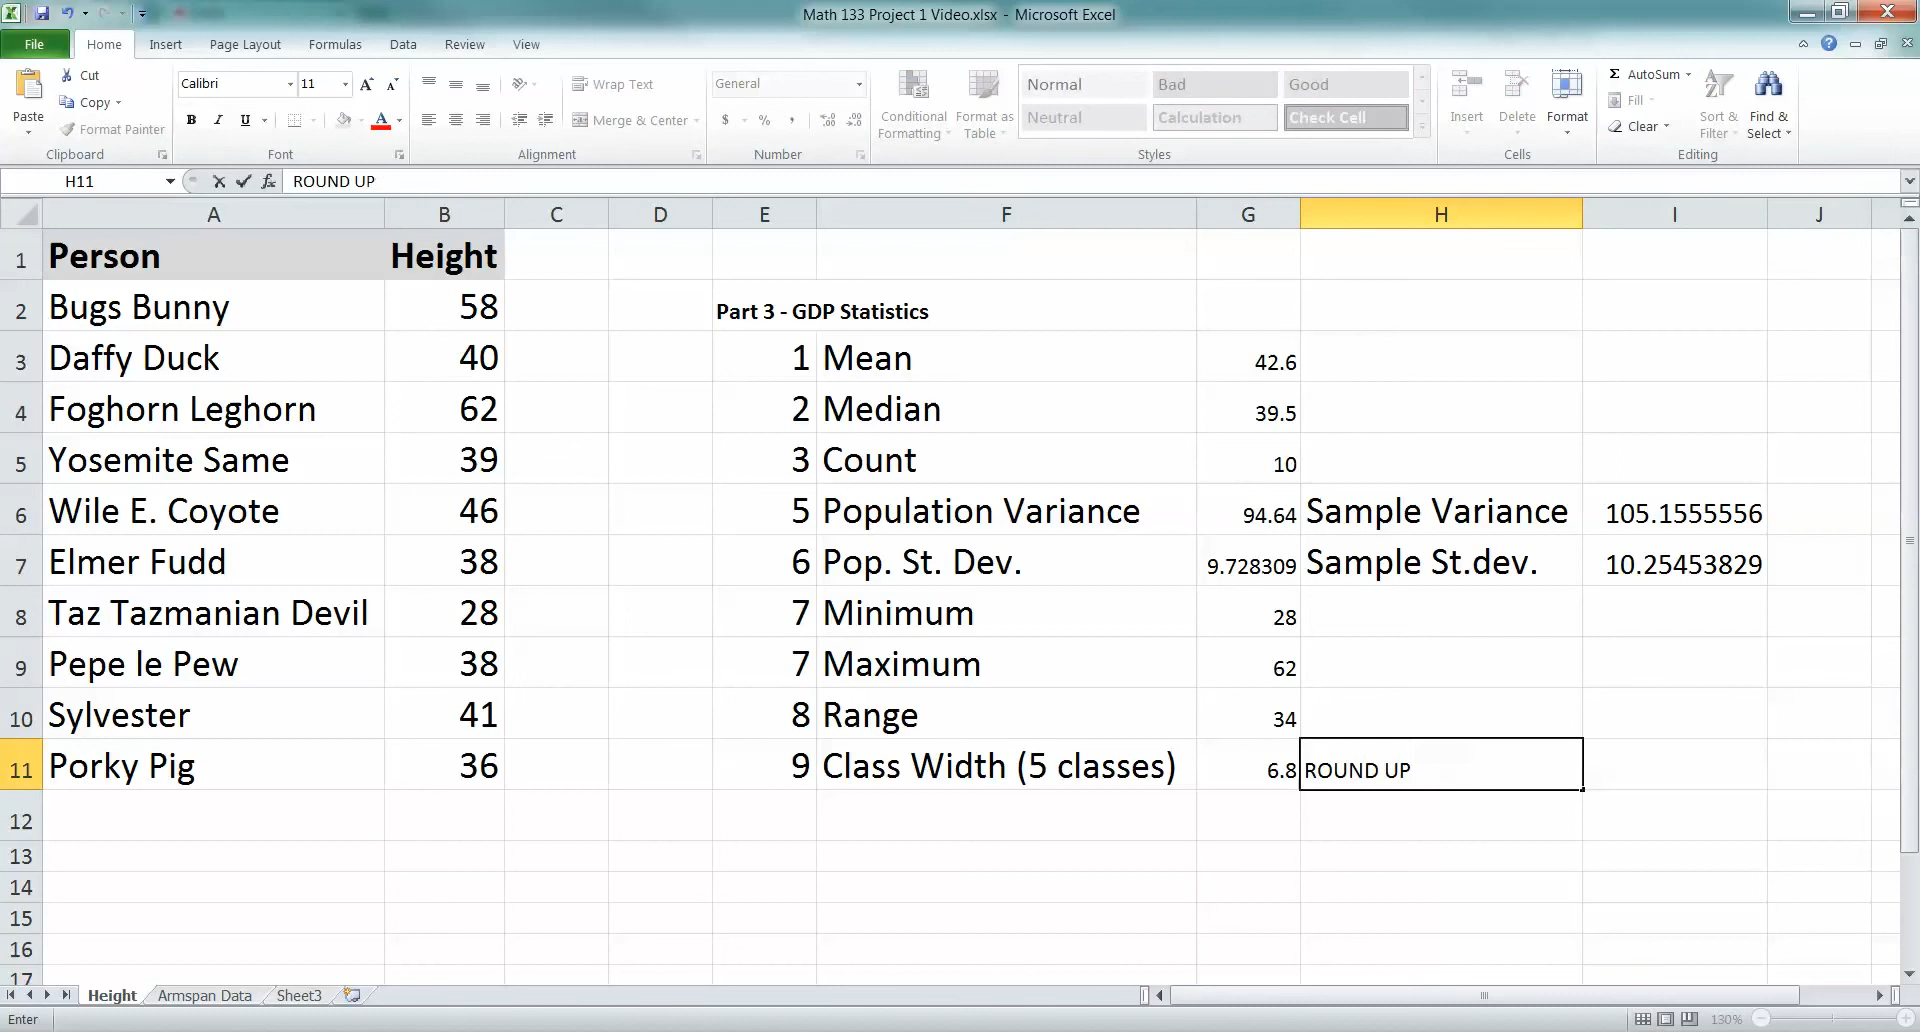 Math 133 Project 1 Video.xlsx - Microsoft Excel
File Home Insert Page Layout Formulas Data Review View
Paste
Cut
Copy
Format Painter
Clipboard
Calibri 11
B I U
Font
Wrap Text
Merge & Center
Alignment
General
$ % ,
Number
Conditional Formatting
Format as Table
Normal Bad Good
Neutral Calculation Check Cell
Styles
Insert Delete Format
Cells
Σ AutoSum
Fill
Clear
Sort & Filter
Find & Select
Editing
H11 fx ROUND UP
A B C D E F G H I J
1 Person Height
2 Bugs Bunny 58 Part 3 - GDP Statistics
3 Daffy Duck 40 1 Mean 42.6
4 Foghorn Leghorn 62 2 Median 39.5
5 Yosemite Same 39 3 Count 10
6 Wile E. Coyote 46 5 Population Variance 94.64 Sample Variance 105.1555556
7 Elmer Fudd 38 6 Pop. St. Dev. 9.728309 Sample St.dev. 10.25453829
8 Taz Tazmanian Devil 28 7 Minimum 28
9 Pepe le Pew 38 7 Maximum 62
10 Sylvester 41 8 Range 34
11 Porky Pig 36 9 Class Width (5 classes) 6.8 ROUND UP
12
13
14
15
16
17
Height Armspan Data Sheet3
Enter 130%